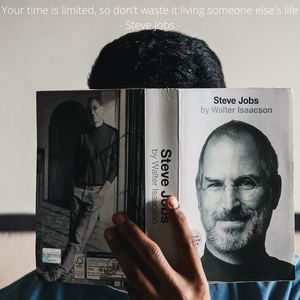 Your time is limited, so don't waste it living someone else's life
- Steve Jobs -
Steve Jobs
by Walter Isaacson
Steve Jobs
by Walter Isaacson